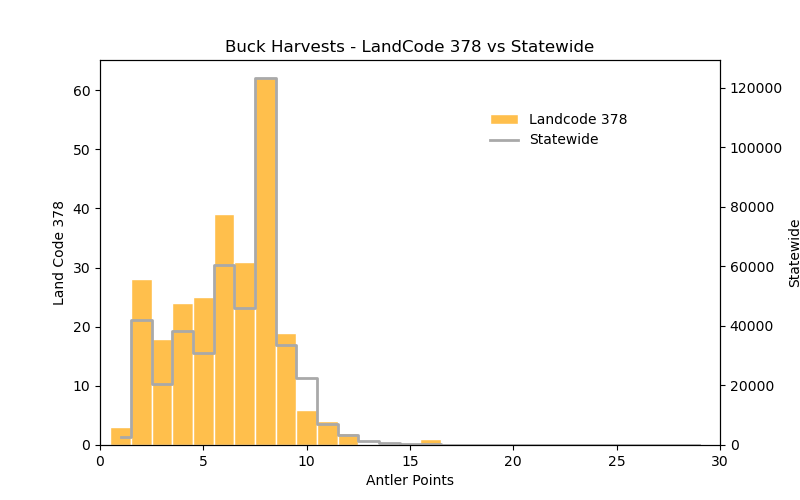 Buck Harvests - LandCode 378 vs Statewide
60
50
40
30
20
10
0
Land Code 378
Landcode 378
Statewide
120000
100000
80000
60000
40000
20000
0
Statewide
0 5 10 15 20 25 30
Antler Points